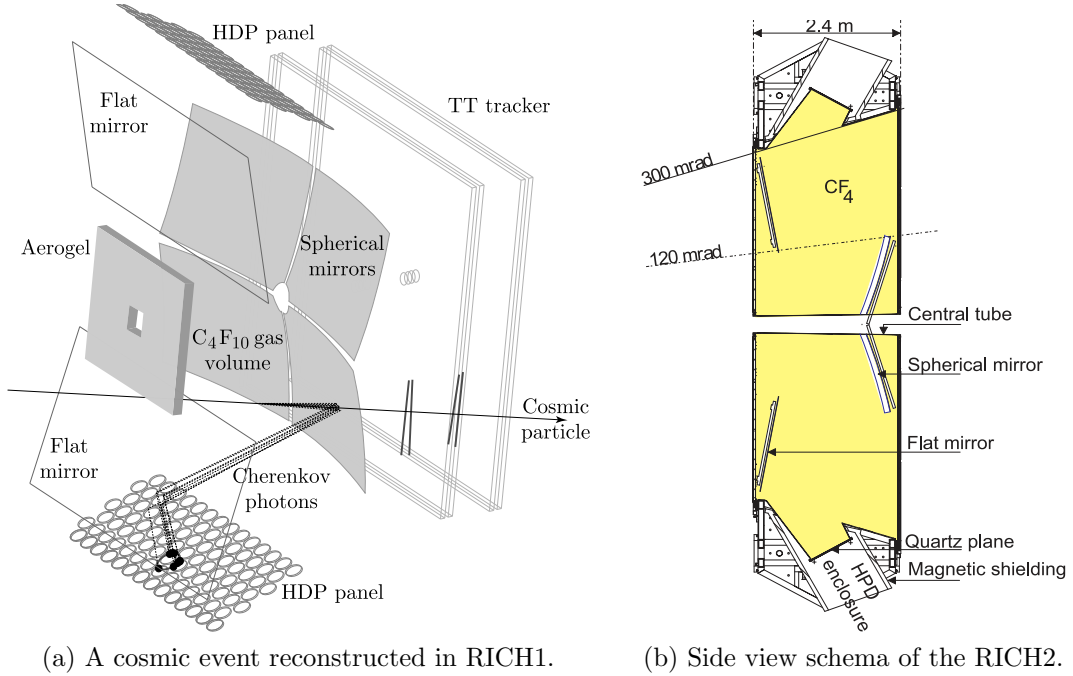 HDP panel
Flat
mirror
TT tracker
Aerogel
Spherical
mirrors
C4F10 gas
volume
Cosmic
particle
Flat
mirror
Cherenkov
photons
HDP panel
(a) A cosmic event reconstructed in RICH1.
2.4 m
300 mrad
CF4
120 mrad
Central tube
Spherical mirror
Flat mirror
Quartz plane
Magnetic shielding
HPD
enclosure
(b) Side view schema of the RICH2.